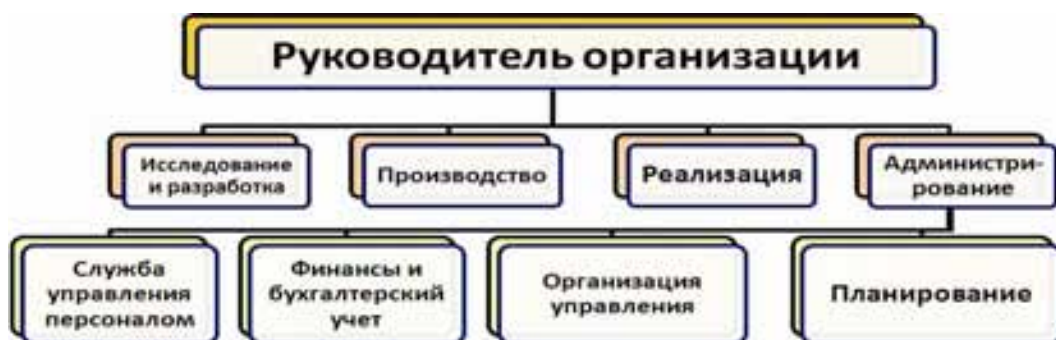 Руководитель организации
Исследование
и разработка
Производство
Реализация
Администри-
рование
Служба
управления
персоналом
Финансы и
бухгалтерский
учет
Организация
управления
Планирование